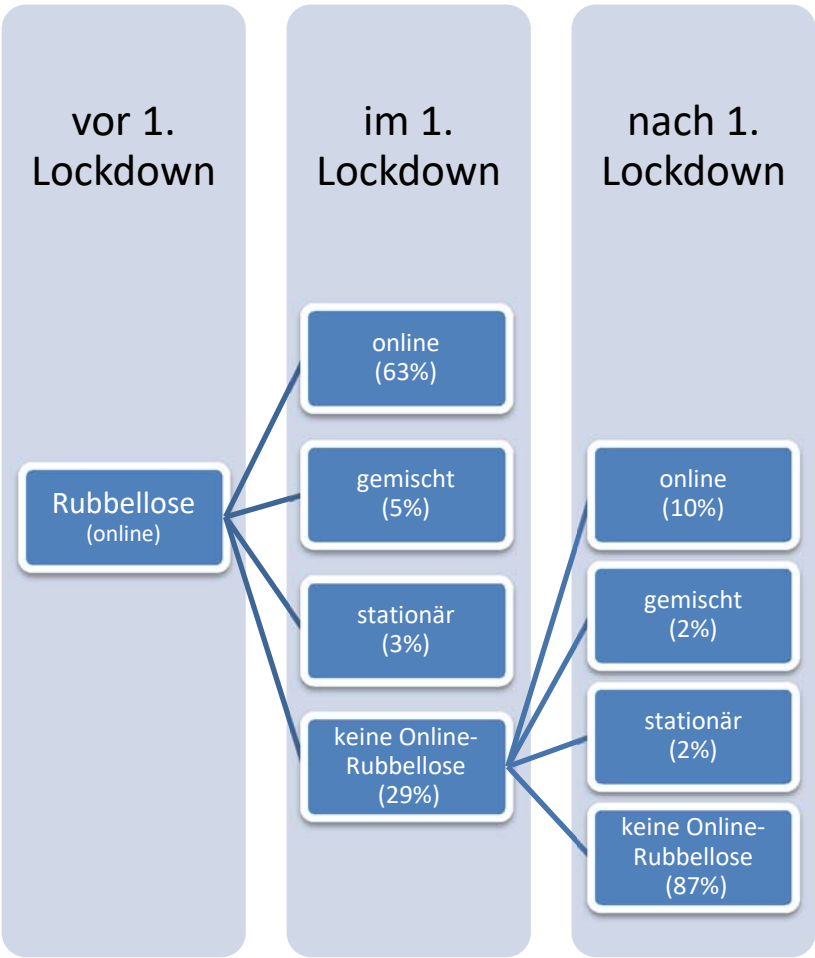 vor 1.
Lockdown
im 1.
Lockdown
nach 1.
Lockdown
Rubbellose
(online)
online
(63%)
gemischt
(5%)
stationär
(3%)
keine Online-
Rubbellose
(29%)
online
(10%)
gemischt
(2%)
stationär
(2%)
keine Online-
Rubbellose
(87%)